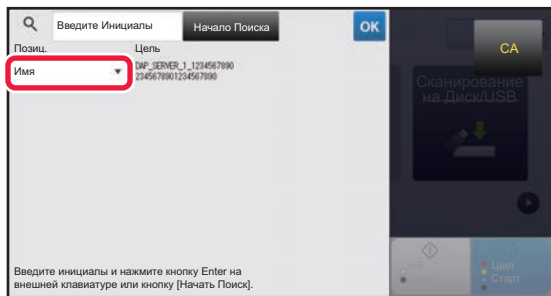 Введите Инициалы
Начало Поиска
OK
CA
Позиц.
Цель
Имя
DAP_SERVER_1_1234567890
2345678901234567890
Сканирование
на Диск/USB
Ч/Б
Старт
Цвет
Старт
Введите инициалы и нажмите кнопку Enter на
внешней клавиатуре или кнопку [Начать Поиск].